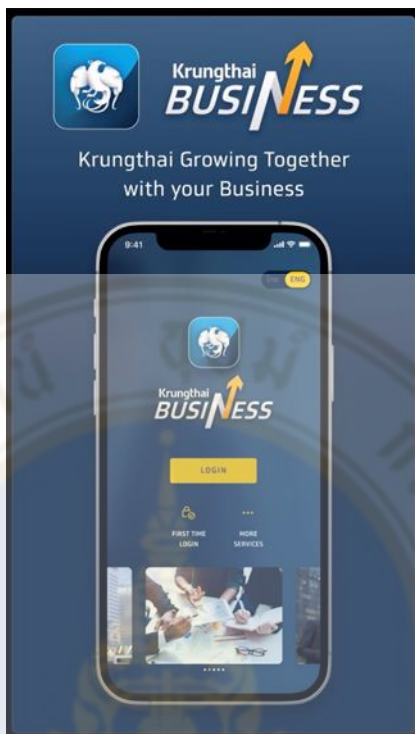 Krungthai
BUSINESS
Krungthai Growing Together
with your Business
9:41
ENG
Krungthai
BUSINESS
LOGIN
FIRST TIME
LOGIN
MORE
SERVICES